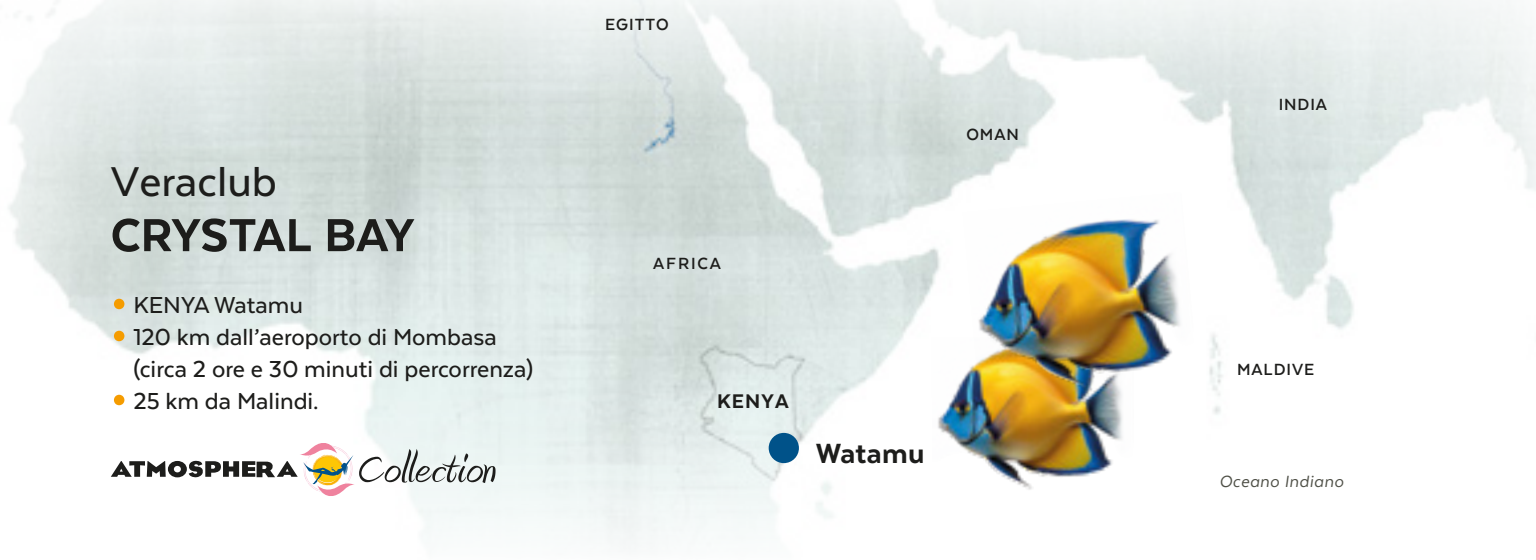 EGITTO
INDIA
OMAN
Veraclub
CRYSTAL BAY
AFRICA
KENYA Watamu
120 km dall’aeroporto di Mombasa
(circa 2 ore e 30 minuti di percorrenza)
25 km da Malindi.
MALDIVE
KENYA
Watamu
ATMOSPHERA Collection
Oceano Indiano